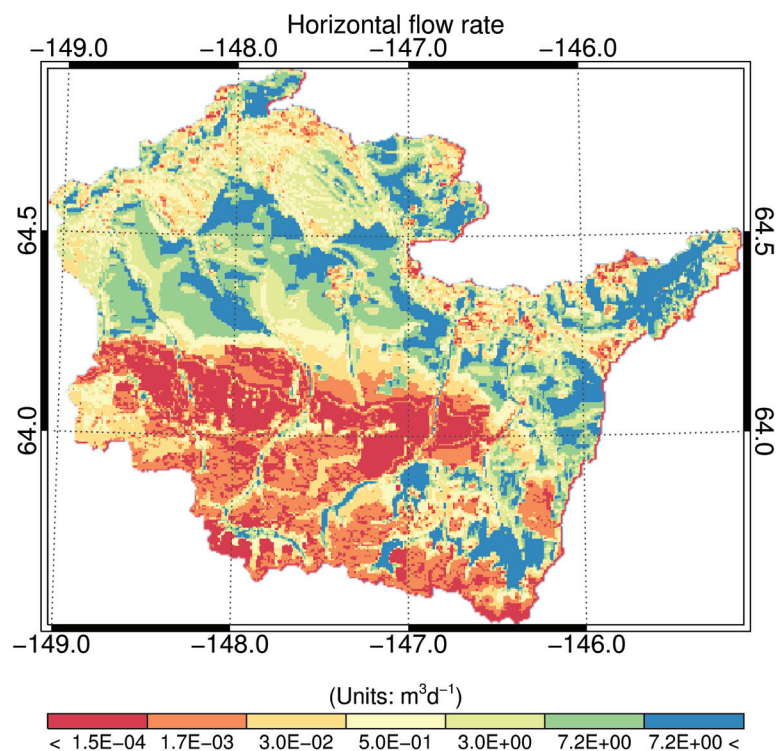 Horizontal flow rate
−149.0 −148.0 −147.0 −146.0
64.5 64.5
64.0 64.0
−149.0 −148.0 −147.0 −146.0
(Units: m³d⁻¹)
< 1.5E−04 1.7E−03 3.0E−02 5.0E−01 3.0E+00 7.2E+00 7.2E+00 <